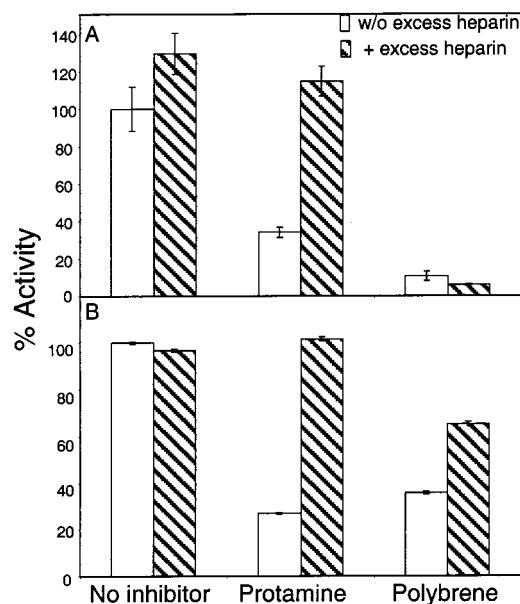 A
w/o excess heparin
+ excess heparin
140
120
100
80
60
40
20
0
% Activity
B
100
80
60
40
20
0
No inhibitor Protamine Polybrene